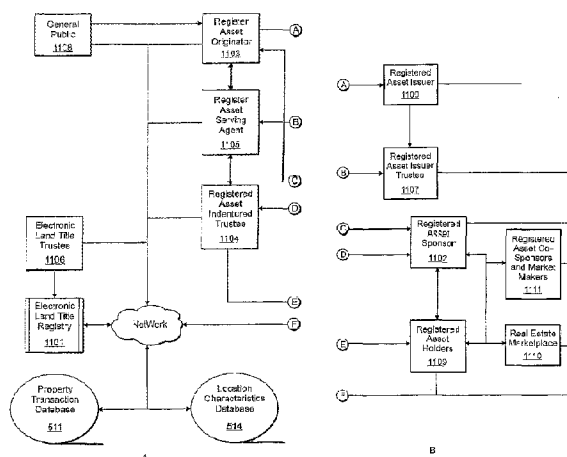 General
Public
1108
Register
Asset
Originator
1103
A
Register
Asset
Serving
Agent
1105
B
C
Registered
Asset
Indentured
Trustee
1104
D
Electronic
Land Title
Trustee
1106
E
Electronic
Land Title
Registry
1101
NetWork
F
Property
Transaction
Database
511
Location
Characteristics
Database
514
A
Registered
Asset Issuer
B
Registered
Asset Issuer
Trustee
1107
C
D
Registered
Asset
Sponsor
1102
Registered
Asset Co-
Sponsors
and Market
Makers
1111
E
Registered
Asset
Holders
1109
Real Estate
Marketplace
1110
B